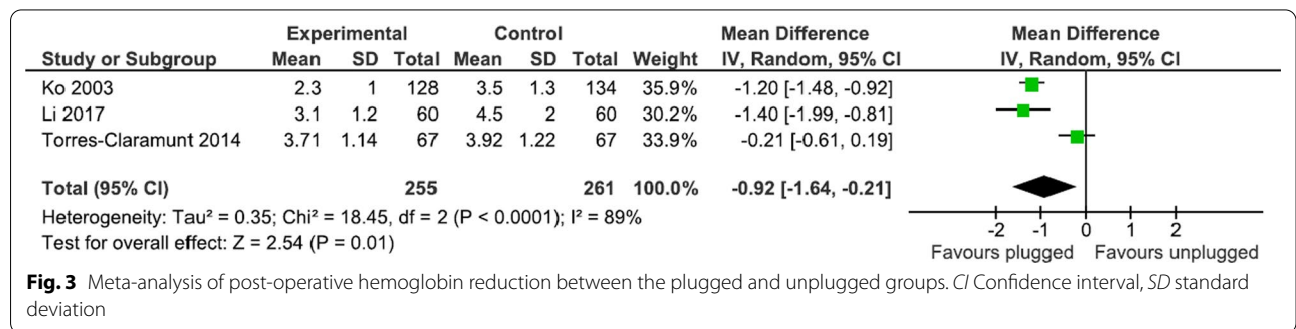 Experimental Control Mean Difference Mean Difference
Study or Subgroup Mean SD Total Mean SD Total Weight IV, Random, 95% CI IV, Random, 95% CI
Ko 2003 2.3 1 128 3.5 1.3 134 35.9% -1.20 [-1.48, -0.92]
Li 2017 3.1 1.2 60 4.5 2 60 30.2% -1.40 [-1.99, -0.81]
Torres-Claramunt 2014 3.71 1.14 67 3.92 1.22 67 33.9% -0.21 [-0.61, 0.19]
Total (95% CI) 255 261 100.0% -0.92 [-1.64, -0.21]
Heterogeneity: Tau² = 0.35; Chi² = 18.45, df = 2 (P < 0.0001); I² = 89%
Test for overall effect: Z = 2.54 (P = 0.01)
-2 -1 0 1 2
Favours plugged Favours unplugged
Fig. 3 Meta-analysis of post-operative hemoglobin reduction between the plugged and unplugged groups. CI Confidence interval, SD standard
deviation